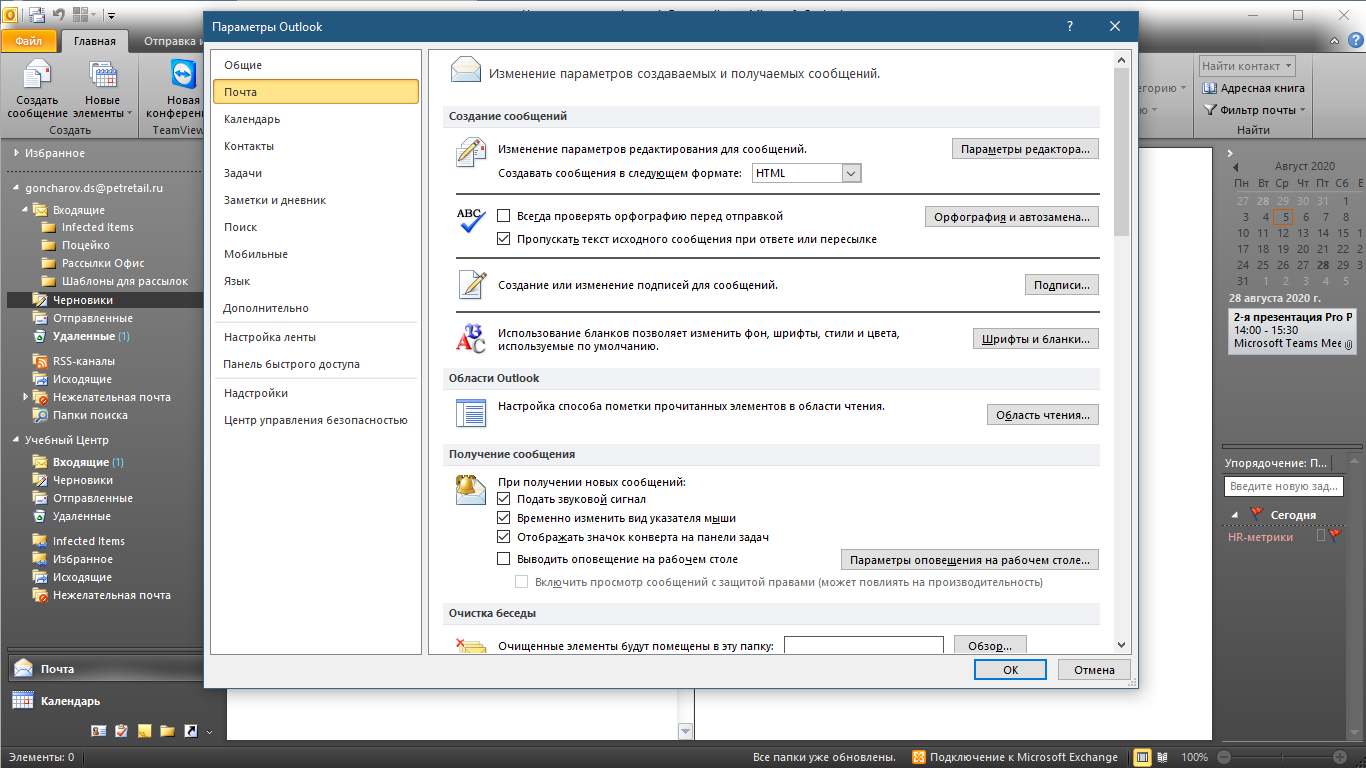 Параметры Outlook
Файл
Главная
Отправка и
Создать сообщение
Новые элементы
Новая
конферен
Создать
TeamView
Найти контакт
Адресная книга
Фильтр почты
Найти
Избранное
goncharov.ds@petretail.ru
Входящие
Infected Items
Поцейко
Рассылки Офис
Шаблоны для рассылок
Черновики
Отправленные
Удаленные (1)
RSS-каналы
Исходящие
Нежелательная почта
Папки поиска
Учебный Центр
Входящие (1)
Черновики
Отправленные
Удаленные
Infected Items
Избранное
Исходящие
Нежелательная почта
Почта
Календарь
Общие
Почта
Календарь
Контакты
Задачи
Заметки и дневник
Поиск
Мобильные
Язык
Дополнительно
Настройка ленты
Панель быстрого доступа
Надстройки
Центр управления безопасностью
Изменение параметров создаваемых и получаемых сообщений.
Создание сообщений
Изменение параметров редактирования для сообщений.
Параметры редактора...
Создавать сообщения в следующем формате:
HTML
ABC
Всегда проверять орфографию перед отправкой
Орфография и автозамена...
Пропускать текст исходного сообщения при ответе или пересылке
Создание или изменение подписей для сообщений.
Подписи...
Использование бланков позволяет изменить фон, шрифты, стили и цвета,
используемые по умолчанию.
Шрифты и бланки...
Области Outlook
Настройка способа пометки прочитанных элементов в области чтения.
Область чтения...
Получение сообщения
При получении новых сообщений:
Подать звуковой сигнал
Временно изменить вид указателя мыши
Отображать значок конверта на панели задач
Выводить оповещение на рабочем столе
Параметры оповещения на рабочем столе...
Включить просмотр сообщений с защитой правами (может повлиять на производительность)
Очистка беседы
Очищенные элементы будут помещены в эту папку:
Обзор...
ОК
Отмена
Август 2020
Пн Вт Ср Чт Пт Сб В
27 28 29 30 31 1
3 4 5 6 7 8
10 11 12 13 14 15 1
17 18 19 20 21 22 2
24 25 26 27 28 29 3
31 1 2 3 4 5
28 августа 2020 г.
2-я презентация Pro P
14:00 - 15:30
Microsoft Teams Mee
Упорядочение: П...
Введите новую зад...
Сегодня
HR-метрики
Элементы: 0
Все папки уже обновлены.
Подключение к Microsoft Exchange
100%